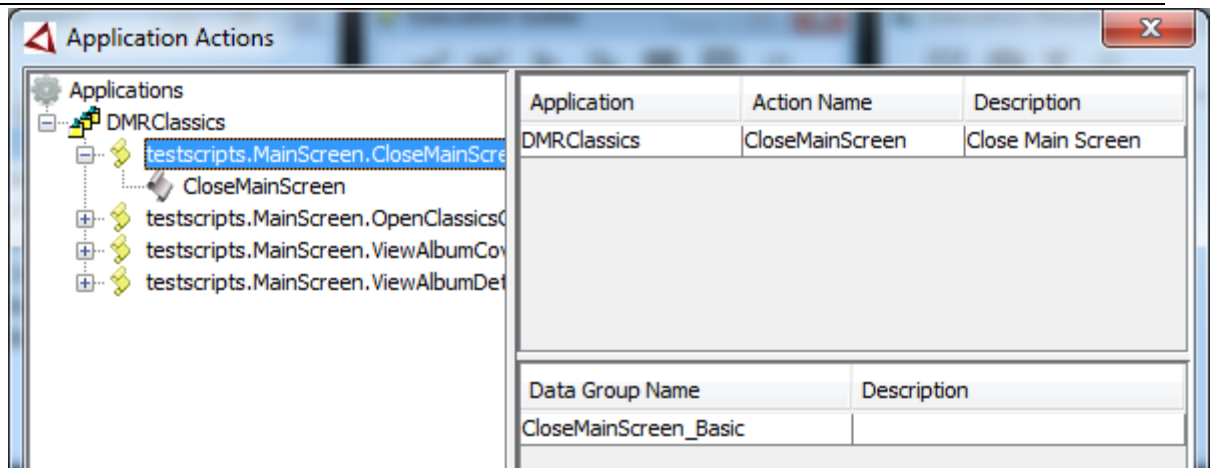 Application Actions
Applications
DMRClassics
testscripts.MainScreen.CloseMainScre
CloseMainScreen
testscripts.MainScreen.OpenClassicsC
testscripts.MainScreen.ViewAlbumCov
testscripts.MainScreen.ViewAlbumDet
Application Action Name Description
DMRClassics CloseMainScreen Close Main Screen
Data Group Name Description
CloseMainScreen_Basic